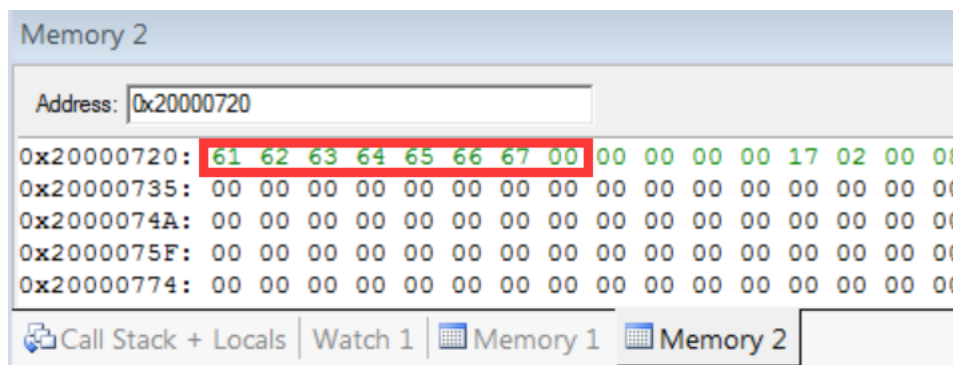 Memory 2
Address: 0x20000720
0x20000720: 61 62 63 64 65 66 67 00 00 00 00 00 17 02 00 08
0x20000735: 00 00 00 00 00 00 00 00 00 00 00 00 00 00 00 00
0x2000074A: 00 00 00 00 00 00 00 00 00 00 00 00 00 00 00 00
0x2000075F: 00 00 00 00 00 00 00 00 00 00 00 00 00 00 00 00
0x20000774: 00 00 00 00 00 00 00 00 00 00 00 00 00 00 00 00
Call Stack + Locals Watch 1 Memory 1 Memory 2